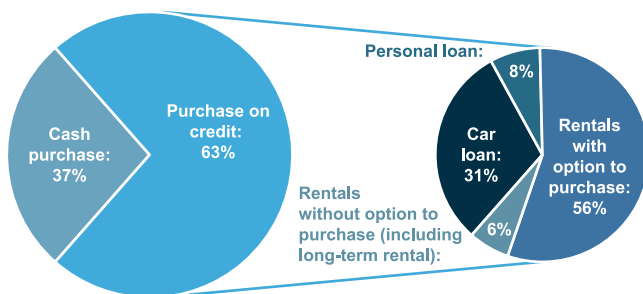 Cash
purchase:
37%
Purchase on
credit:
63%
Personal loan:
8%
Car
loan:
31%
Rentals
with
option to
purchase:
56%
Rentals
without option to
purchase (including
long-term rental):
6%